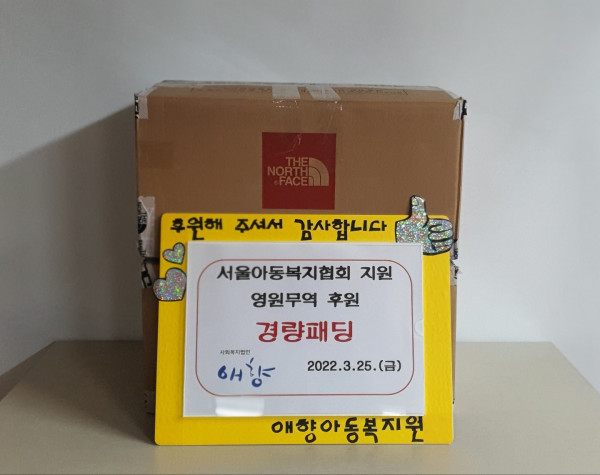 THE
NORTH
FACE
후원해 주셔서 감사합니다
서울아동복지협회 지원
영원무역 후원
경량패딩
사회복지법인
애향
2022.3.25.(금)
애향아동복지원